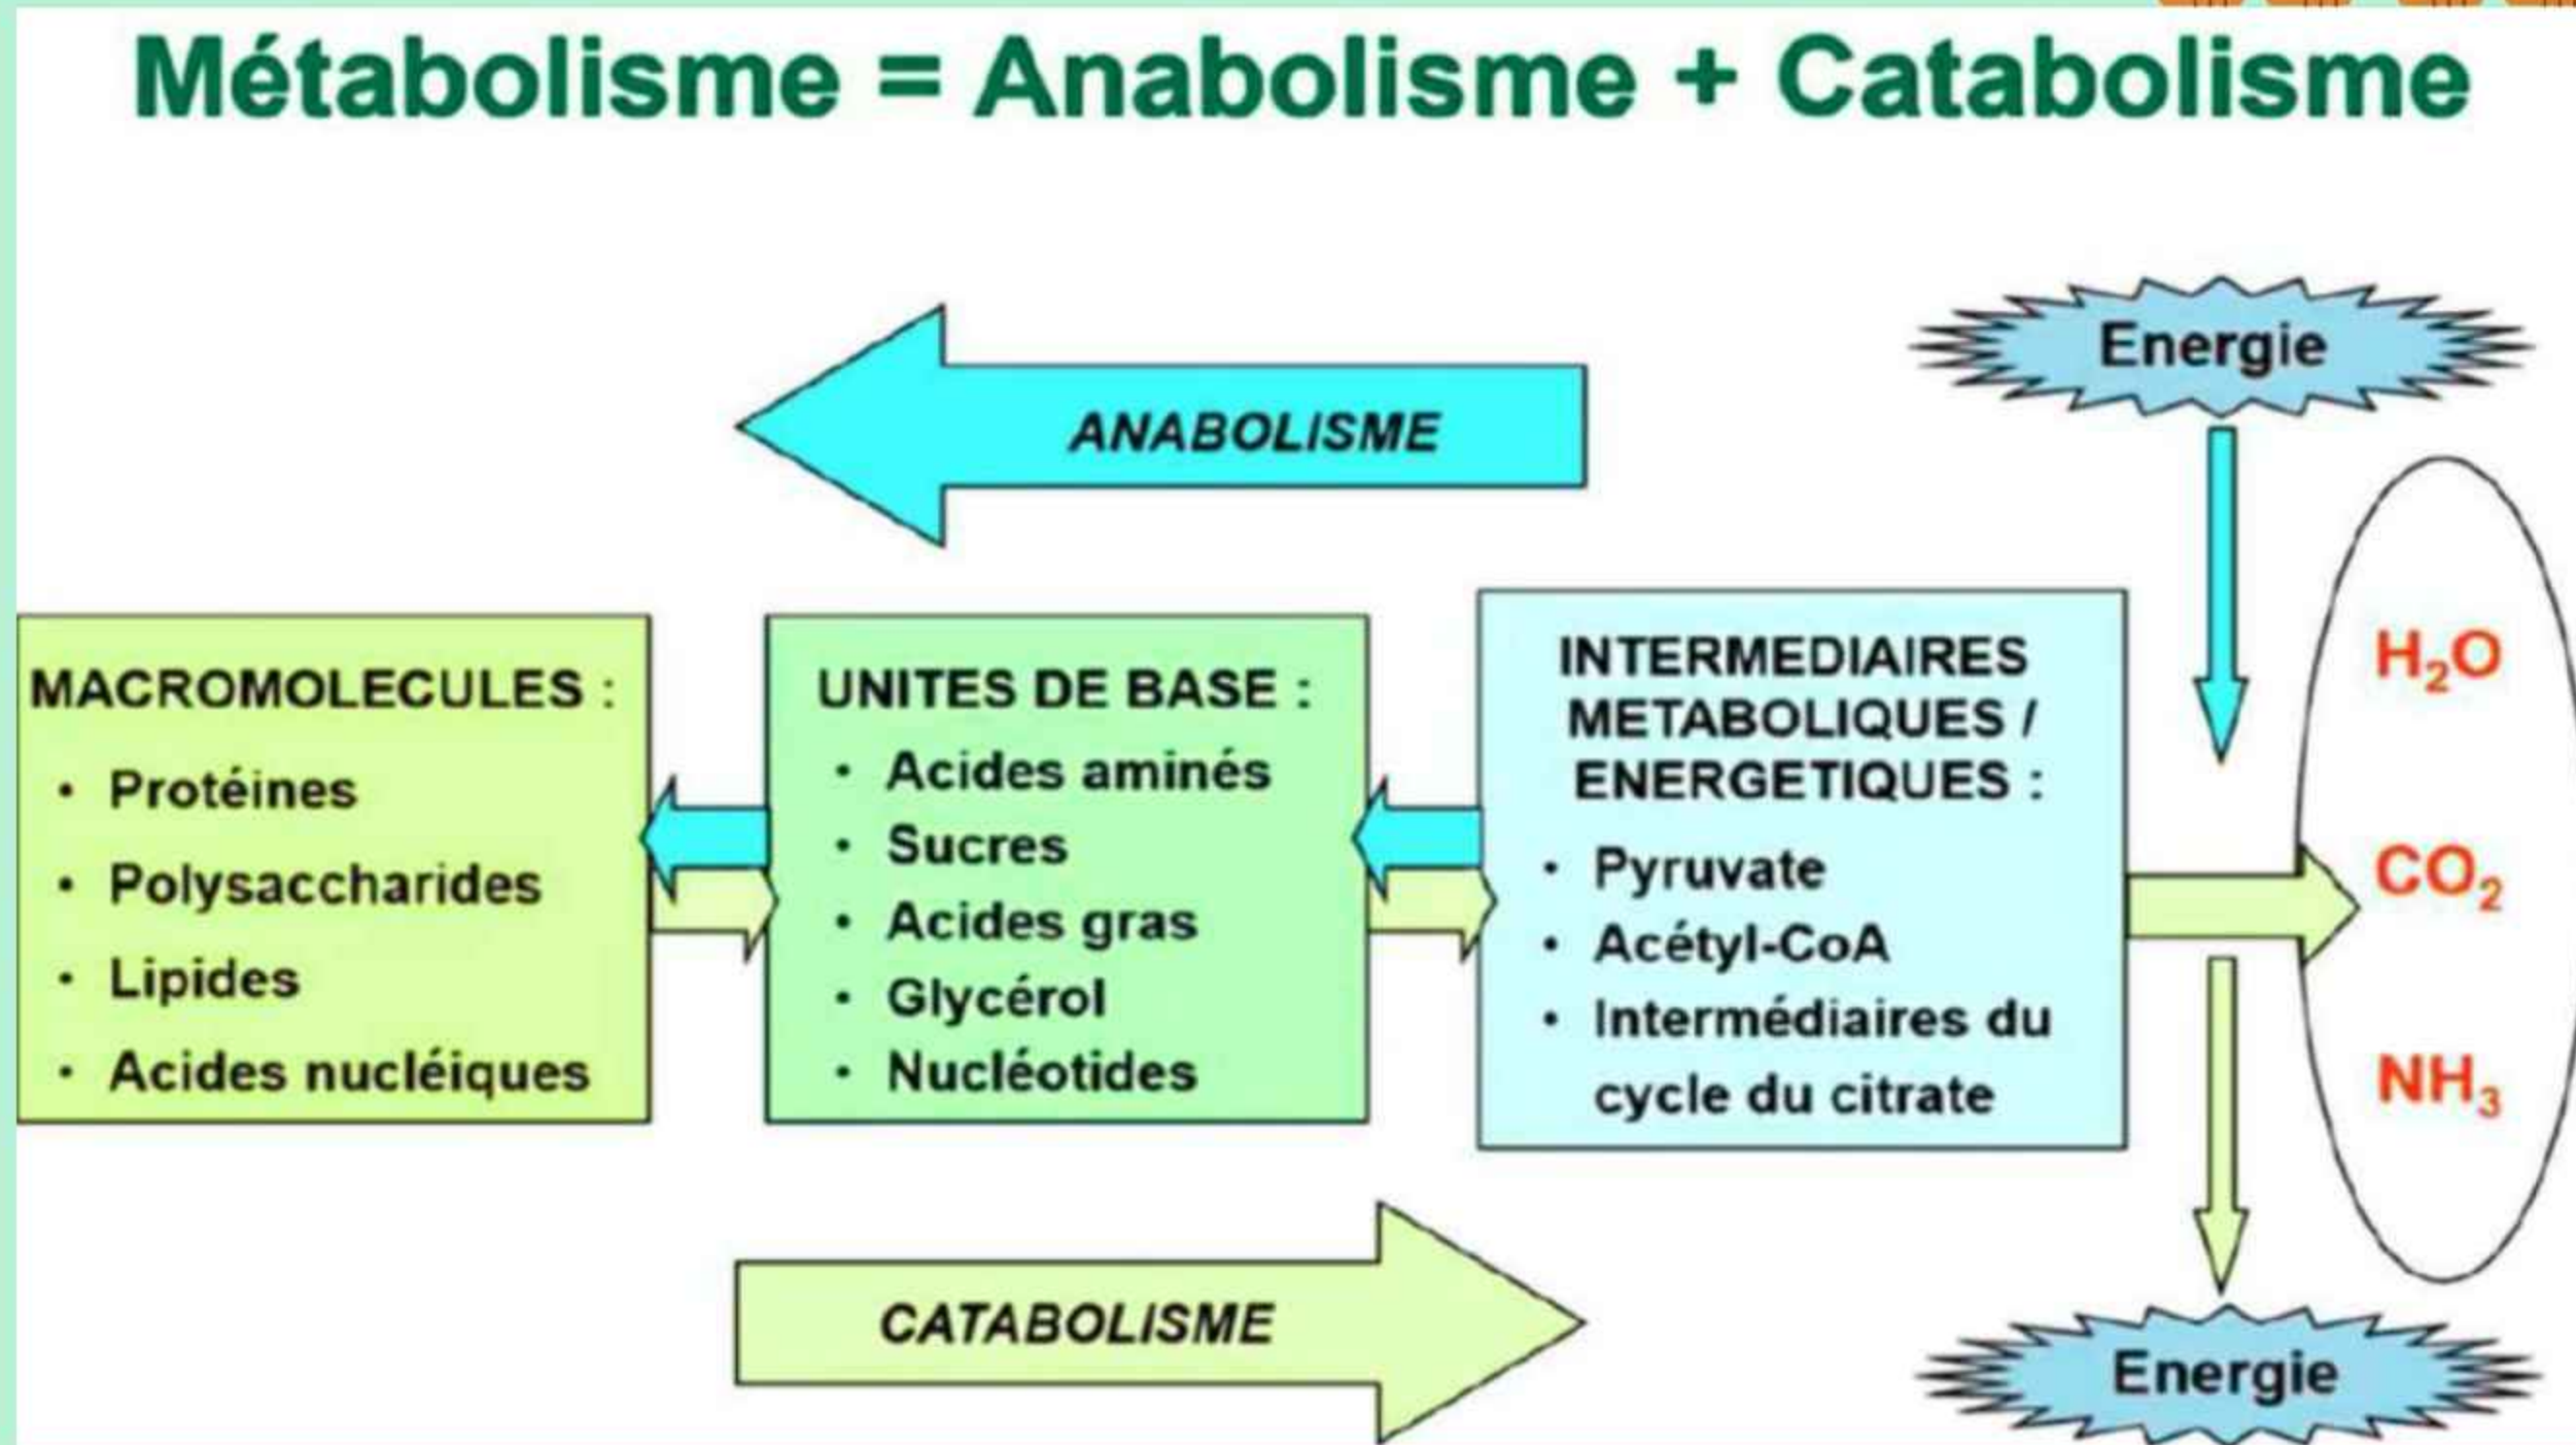 Métabolisme = Anabolisme + Catabolisme
Energie
ANABOLISME
MACROMOLECULES :
• Protéines
• Polysaccharides
• Lipides
• Acides nucléiques
UNITES DE BASE :
• Acides aminés
• Sucres
• Acides gras
• Glycérol
• Nucléotides
INTERMEDIAIRES
METABOLIQUES /
ENERGETIQUES :
• Pyruvate
• Acétyl-CoA
• Intermédiaires du
cycle du citrate
H₂O
CO₂
NH₃
CATABOLISME
Energie